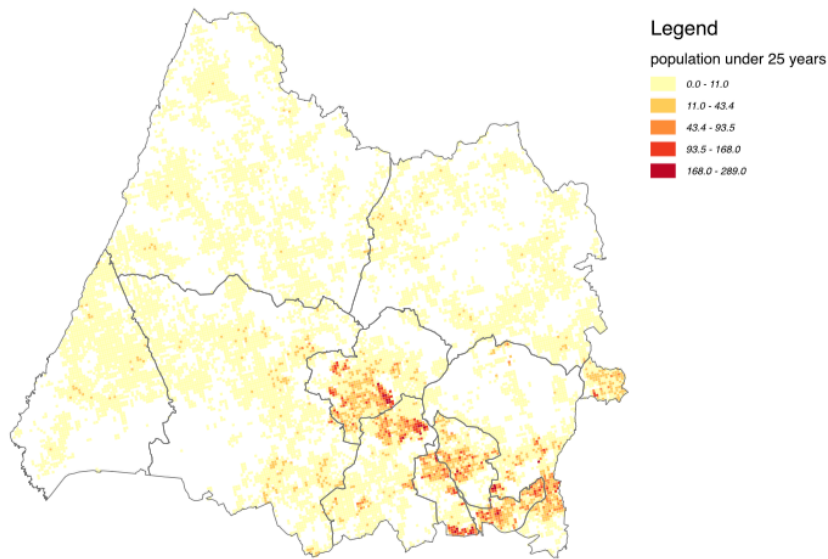 Legend
population under 25 years
0.0 - 11.0
11.0 - 43.4
43.4 - 93.5
93.5 - 168.0
168.0 - 289.0